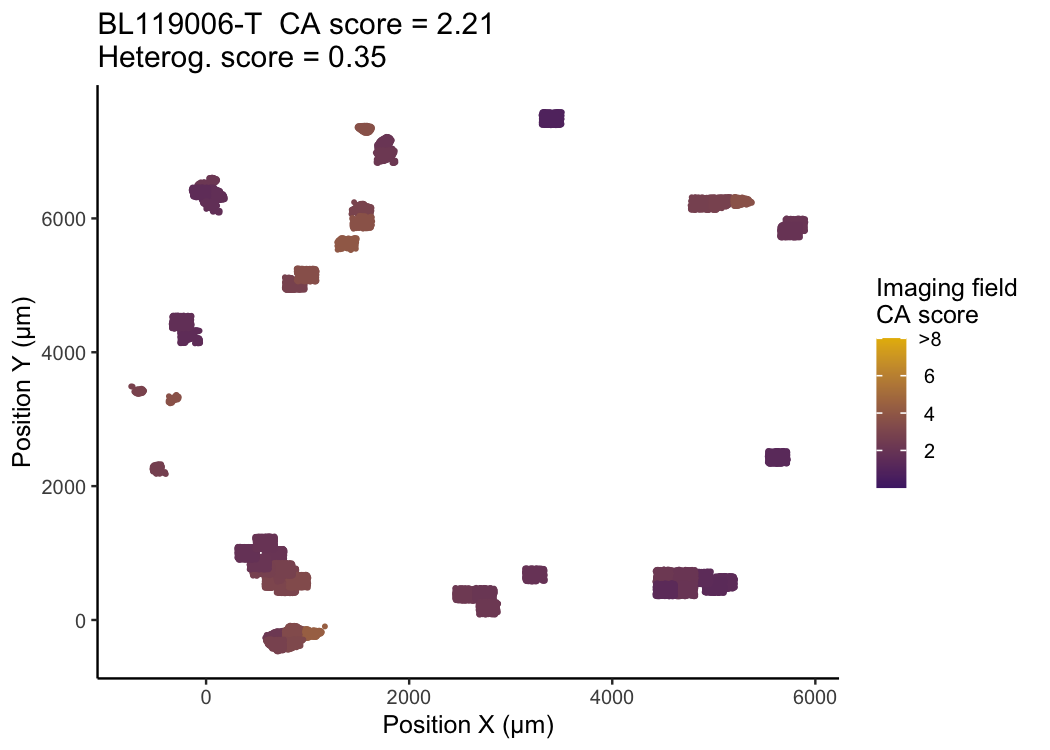 BL119006-T  CA score = 2.21
Heterog. score = 0.35
Position Y (µm)
6000
4000
2000
0
0
2000
4000
6000
Position X (µm)
Imaging field
CA score
>8
6
4
2